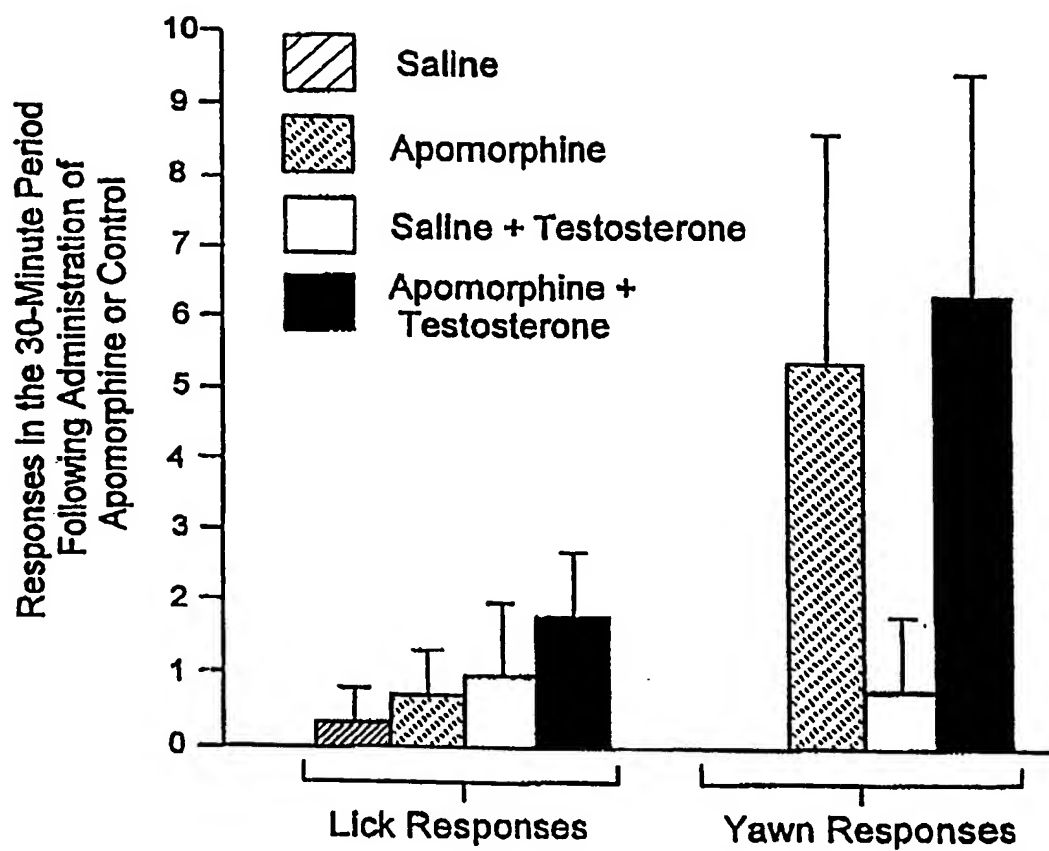 Responses in the 30-Minute Period
Following Administration of
Apomorphine or Control
10
9
8
7
6
5
4
3
2
1
0
Saline
Apomorphine
Saline + Testosterone
Apomorphine +
Testosterone
Lick Responses
Yawn Responses